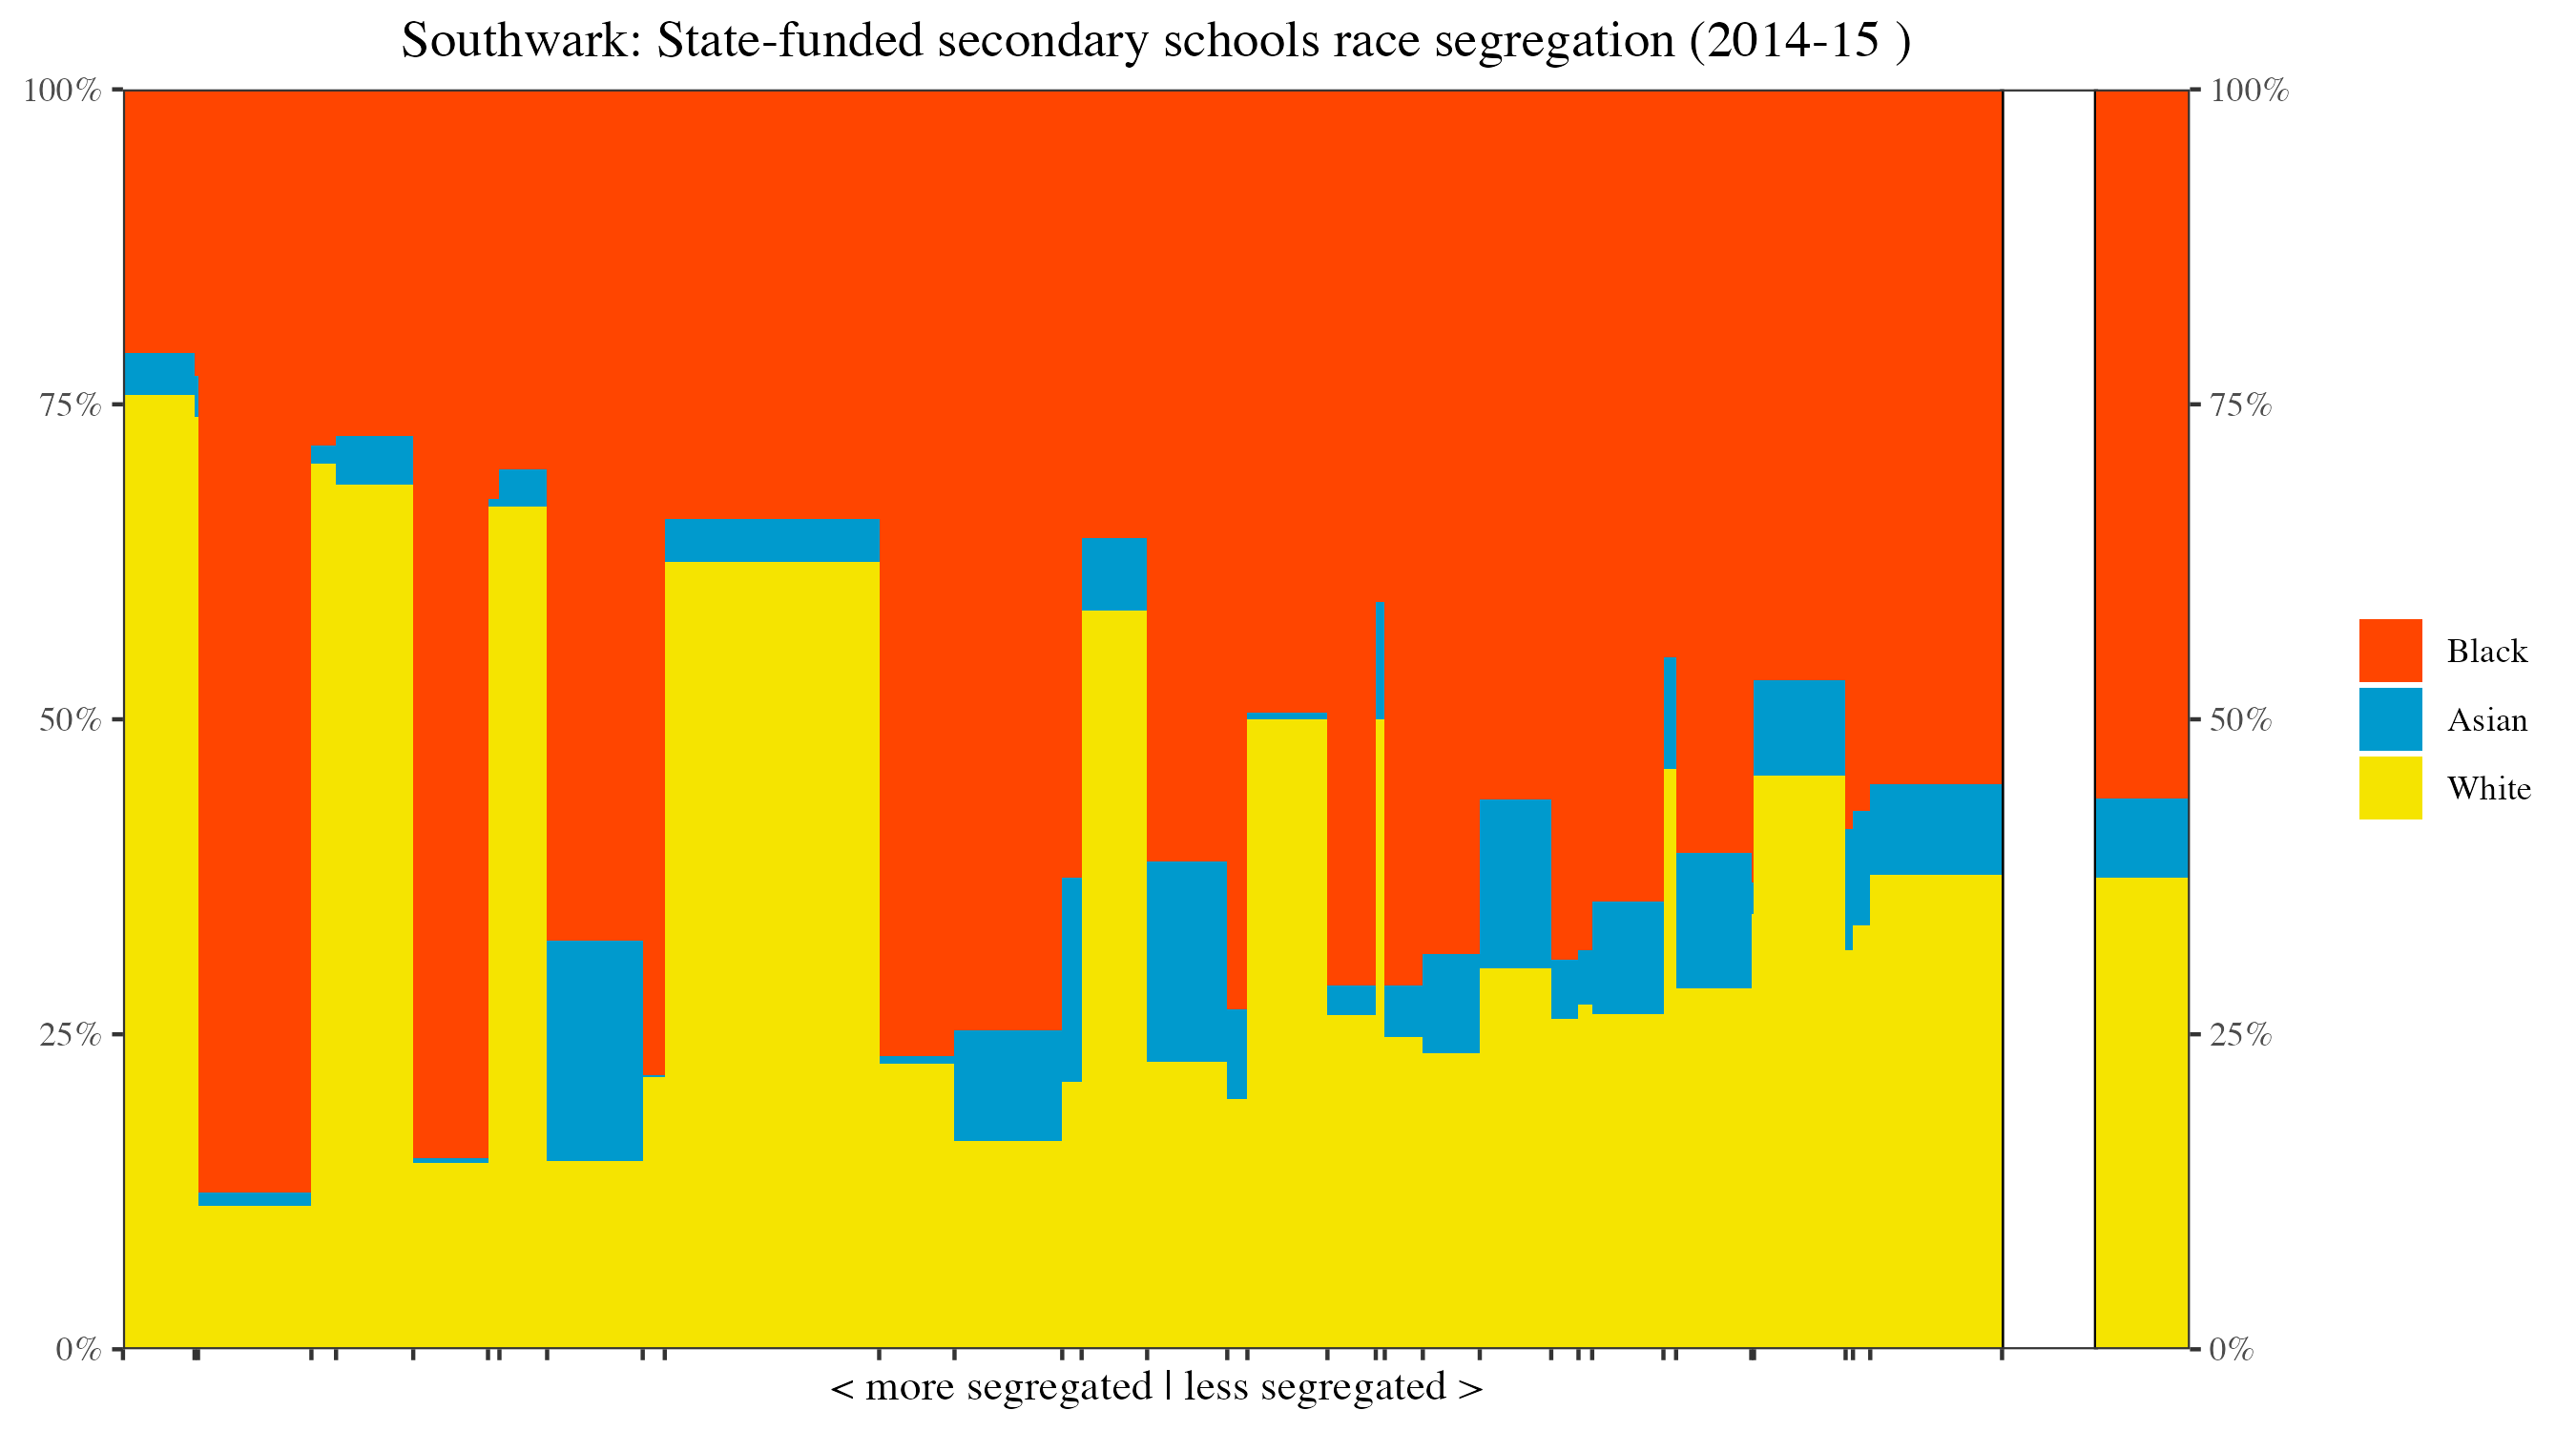 Southwark: State-funded secondary schools race segregation (2014-15 )
100%
75%
50%
25%
0%
100%
75%
50%
25%
0%
Black
Asian
White
< more segregated | less segregated >